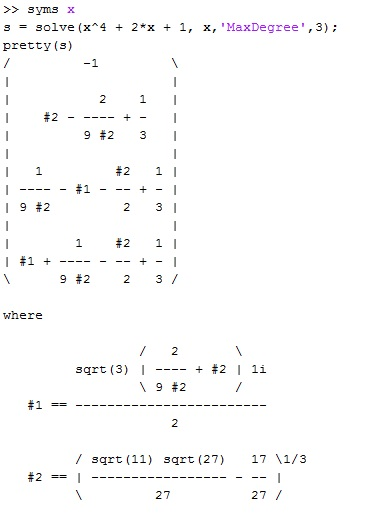 >> syms x
s = solve(x^4 + 2*x + 1, x,'MaxDegree',3);
pretty(s)
/          -1          \
|                      |
|            2     1   |
|     #2 - ---- + -    |
|          9 #2   3    |
|                      |
|   1          #2   1  |
| ---- - #1 - -- + -   |
| 9 #2         2   3   |
|                      |
|        1     #2   1  |
| #1 + ---- - -- + -   |
\      9 #2    2   3   /
where
               /   2        \
       sqrt(3) | ---- + #2 | 1i
               \ 9 #2       /
#1 == -------------------------
                  2
      / sqrt(11) sqrt(27)   17 \1/3
#2 == | ----------------- - -- |
      \        27           27 /